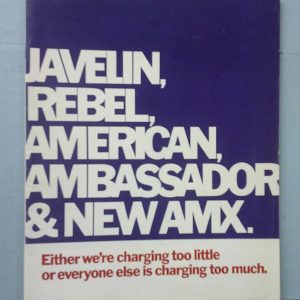 JAVELIN,
REBEL,
AMERICAN,
AMBASSADOR
& NEW AMX.
Either we're charging too little
or everyone else is charging too much.